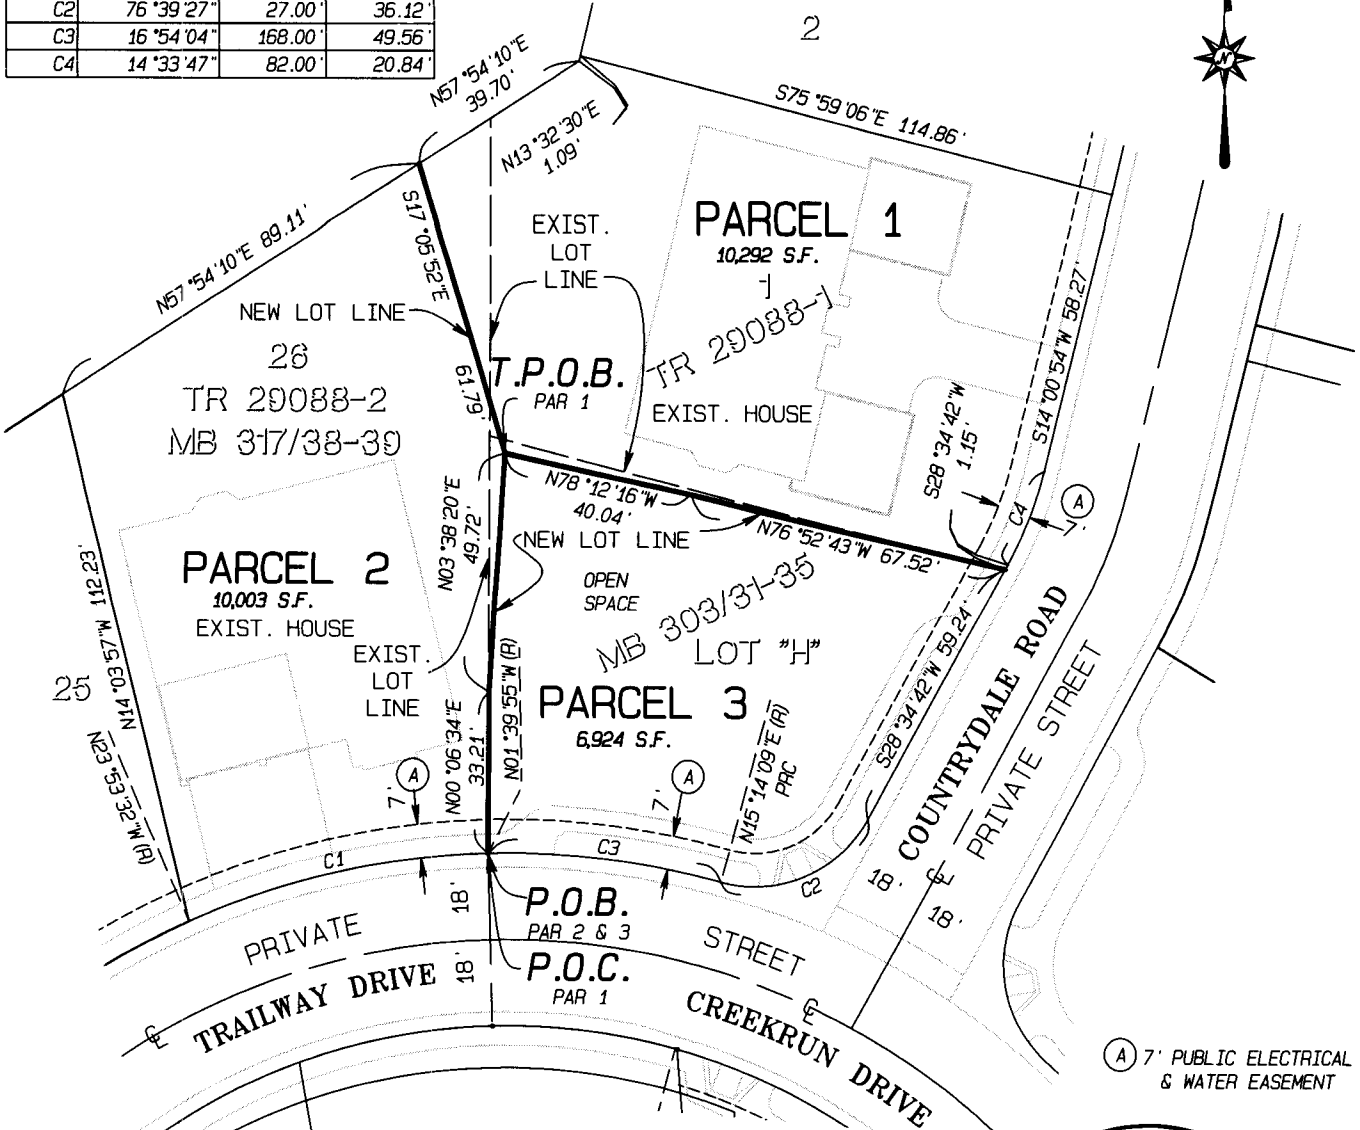 C2 76°39'27" 27.00' 36.12'
C3 16°54'04" 168.00' 49.56'
C4 14°33'47" 82.00' 20.84'
2
N
N57°54'10"E
39.70'
N13°32'30"E
1.09'
S75°59'06"E 114.86'
N57°54'10"E 89.11'
S17°05'52"E
61.79'
EXIST.
LOT
LINE
PARCEL 1
10,292 S.F.
1
TR 29088-1
EXIST. HOUSE
S14°00'54"W 58.27'
S28°34'42"W
1.15'
NEW LOT LINE
26
TR 29088-2
MB 317/38-39
T.P.O.B.
PAR 1
N78°12'16"W
40.04'
N76°52'43"W 67.52'
C4
A
7'
N03°38'20"E
49.72'
NEW LOT LINE
OPEN
SPACE
MB 303/31-35
LOT "H"
PARCEL 2
10,003 S.F.
EXIST. HOUSE
EXIST.
LOT
LINE
N14°03'57"W 112.23'
25
N23°53'32"W (R)
N00°06'34"E
33.21'
N01°39'55"W (R)
PARCEL 3
6,924 S.F.
N15°14'09"E (R)
PRC
S28°34'42"W 59.24'
COUNTRYDALE ROAD
PRIVATE STREET
A
7'
A
7'
C1
C3
C2
18'
CL
18'
18'
18'
P.O.B.
PAR 2 & 3
P.O.C.
PAR 1
PRIVATE
STREET
CL
TRAILWAY DRIVE
CL
CREEKRUN DRIVE
A 7' PUBLIC ELECTRICAL
& WATER EASEMENT